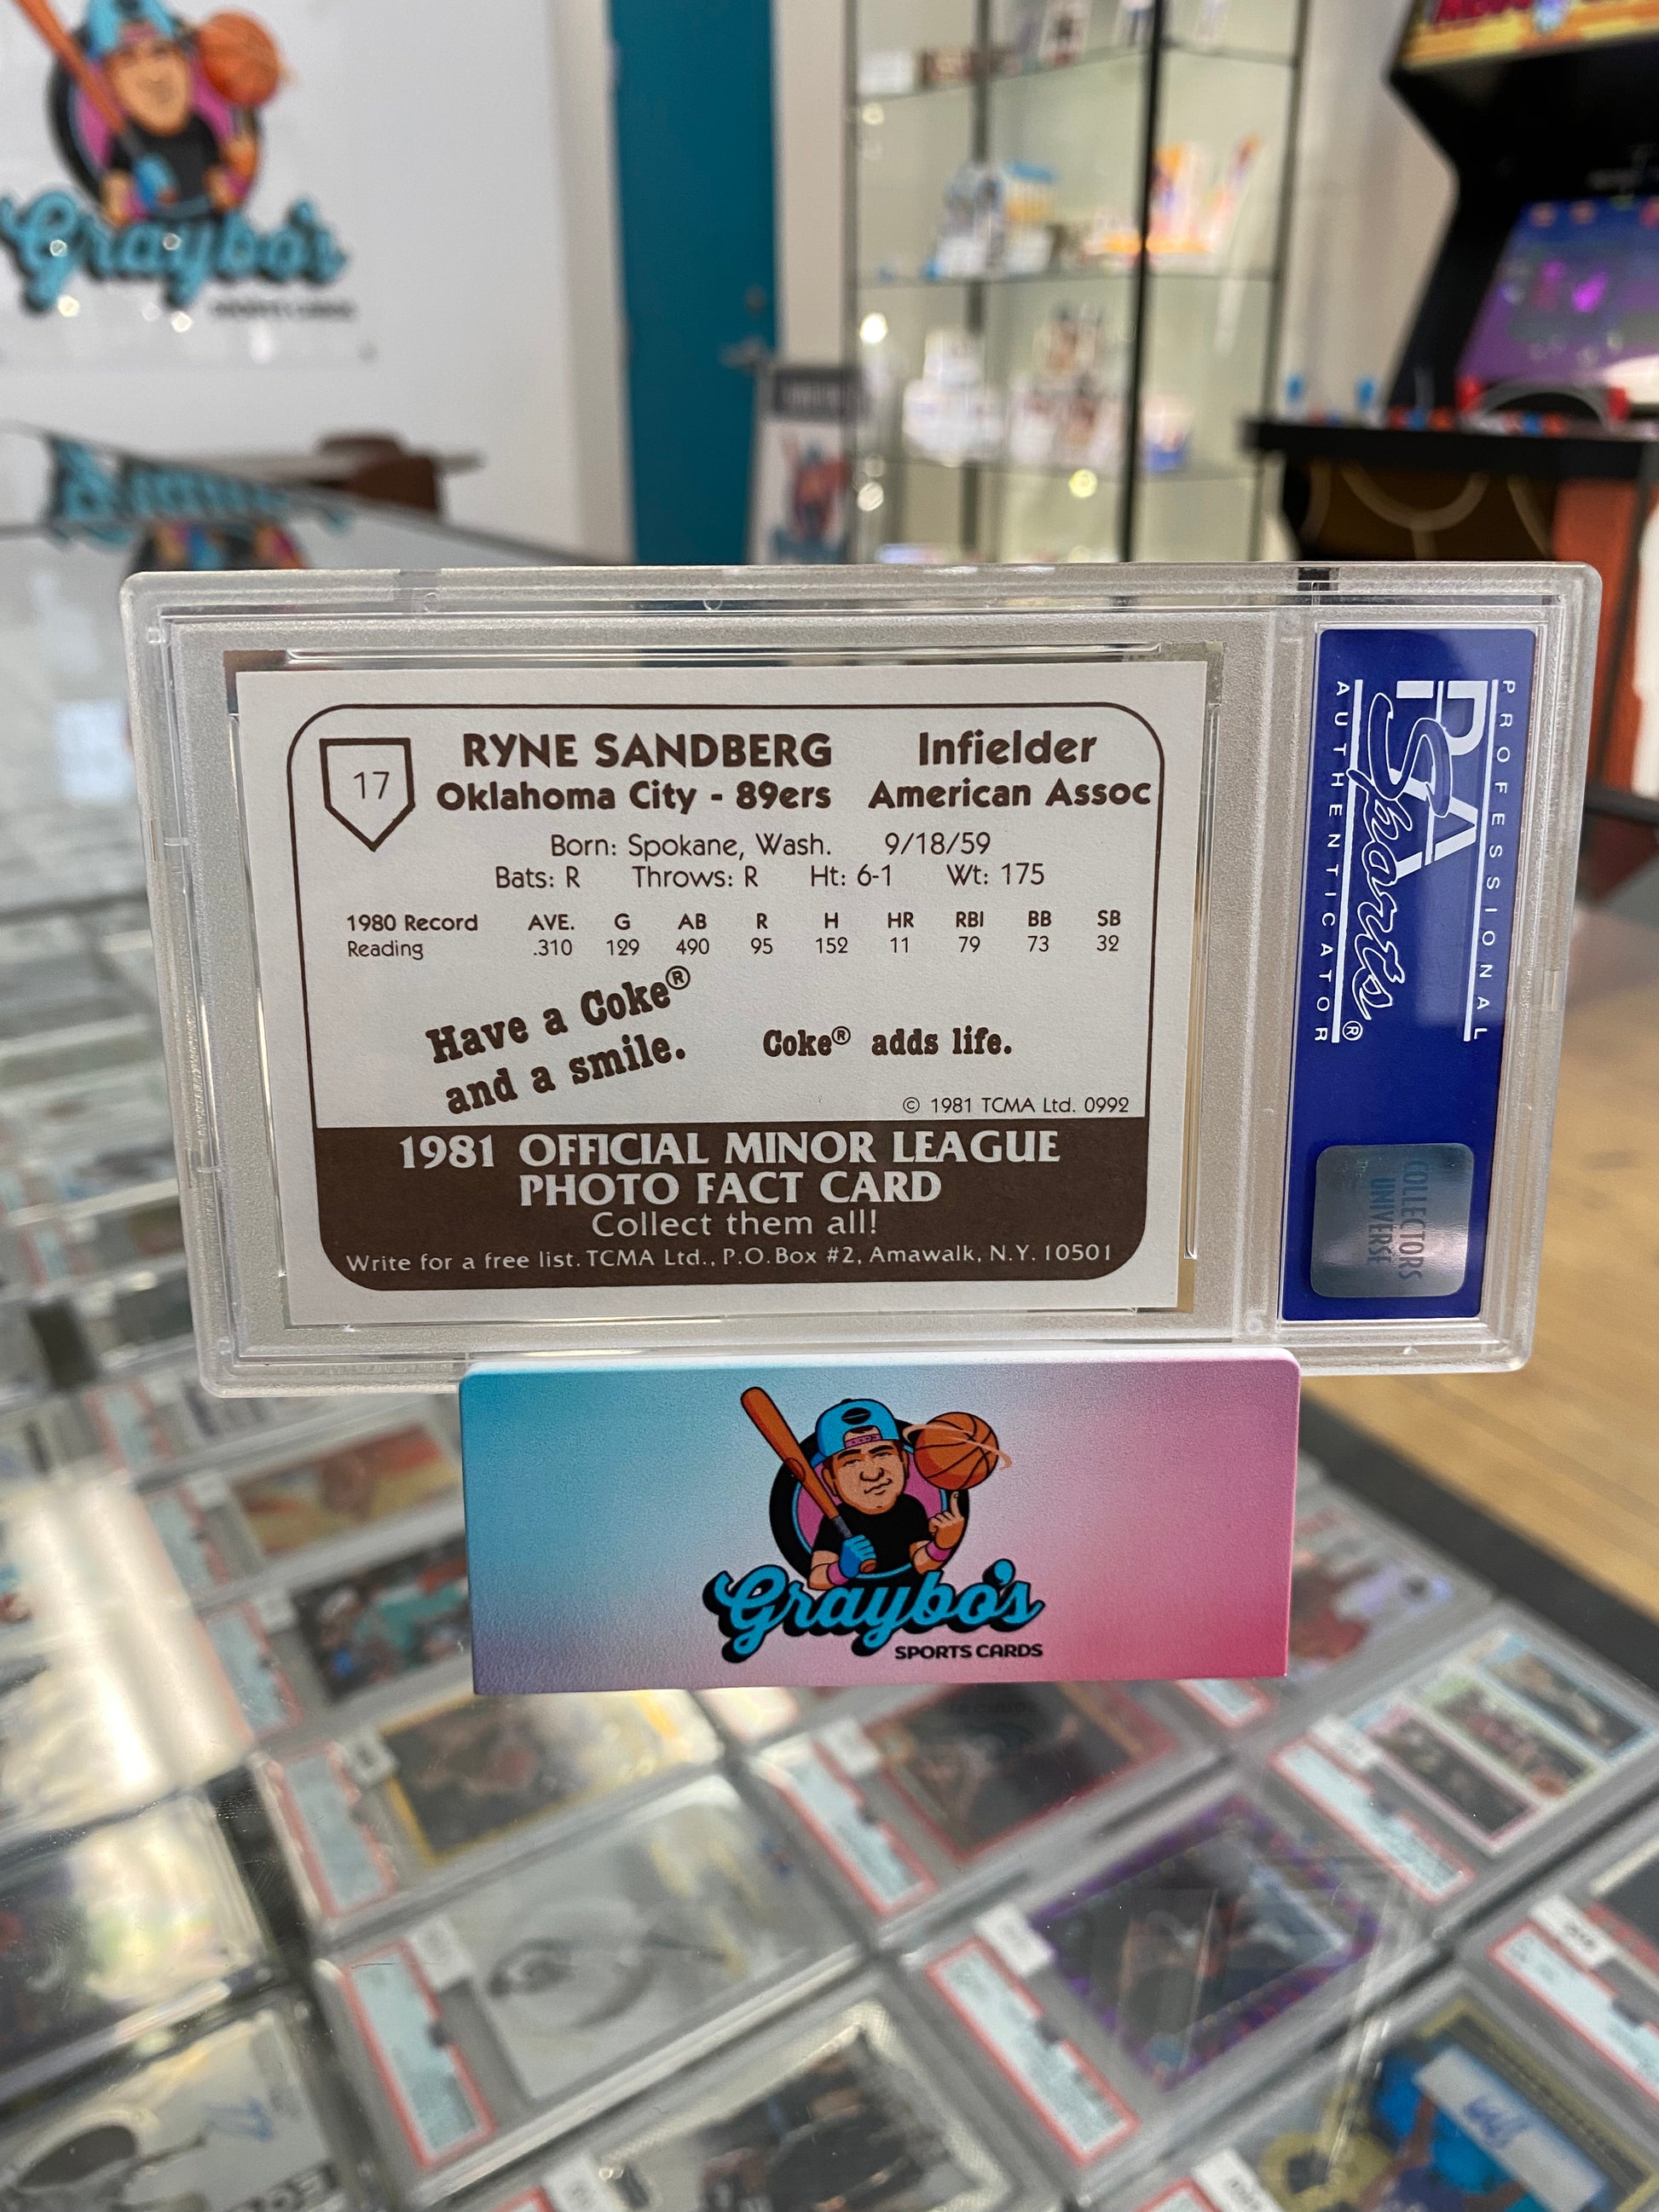 Graybo's
SPORTS CARDS
17
RYNE SANDBERG Infielder
Oklahoma City - 89ers American Assoc
Born: Spokane, Wash. 9/18/59
Bats: R Throws: R Ht: 6-1 Wt: 175
1980 Record AVE. G AB R H HR RBI BB SB
Reading .310 129 490 95 152 11 79 73 32
Have a Coke®
and a smile.
Coke® adds life.
© 1981 TCMA Ltd. 0992
1981 OFFICIAL MINOR LEAGUE
PHOTO FACT CARD
Collect them all!
Write for a free list. TCMA Ltd., P.O. Box #2, Amawalk, N.Y. 10501
PROFESSIONAL
PSA
Sports®
AUTHENTICATOR
COLLECTORS
UNIVERSE
Graybo's
SPORTS CARDS